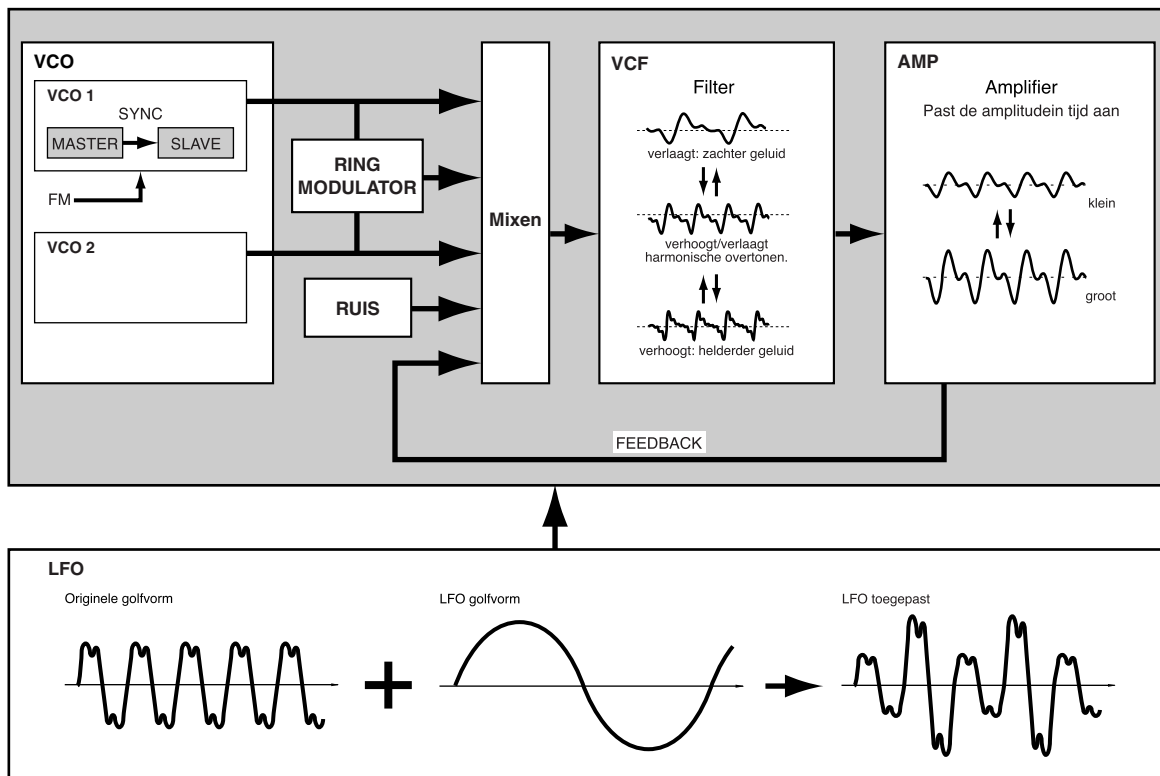 VCO
VCO 1
SYNC
MASTER
SLAVE
FM
VCO 2
RING
MODULATOR
RUIS
Mixen
VCF
Filter
verlaagt: zachter geluid
verhoogt/verlaagt
harmonische overtonen.
verhoogt: helderder geluid
AMP
Amplifier
Past de amplitudein tijd aan
klein
groot
FEEDBACK
LFO
Originele golfvorm
LFO golfvorm
LFO toegepast